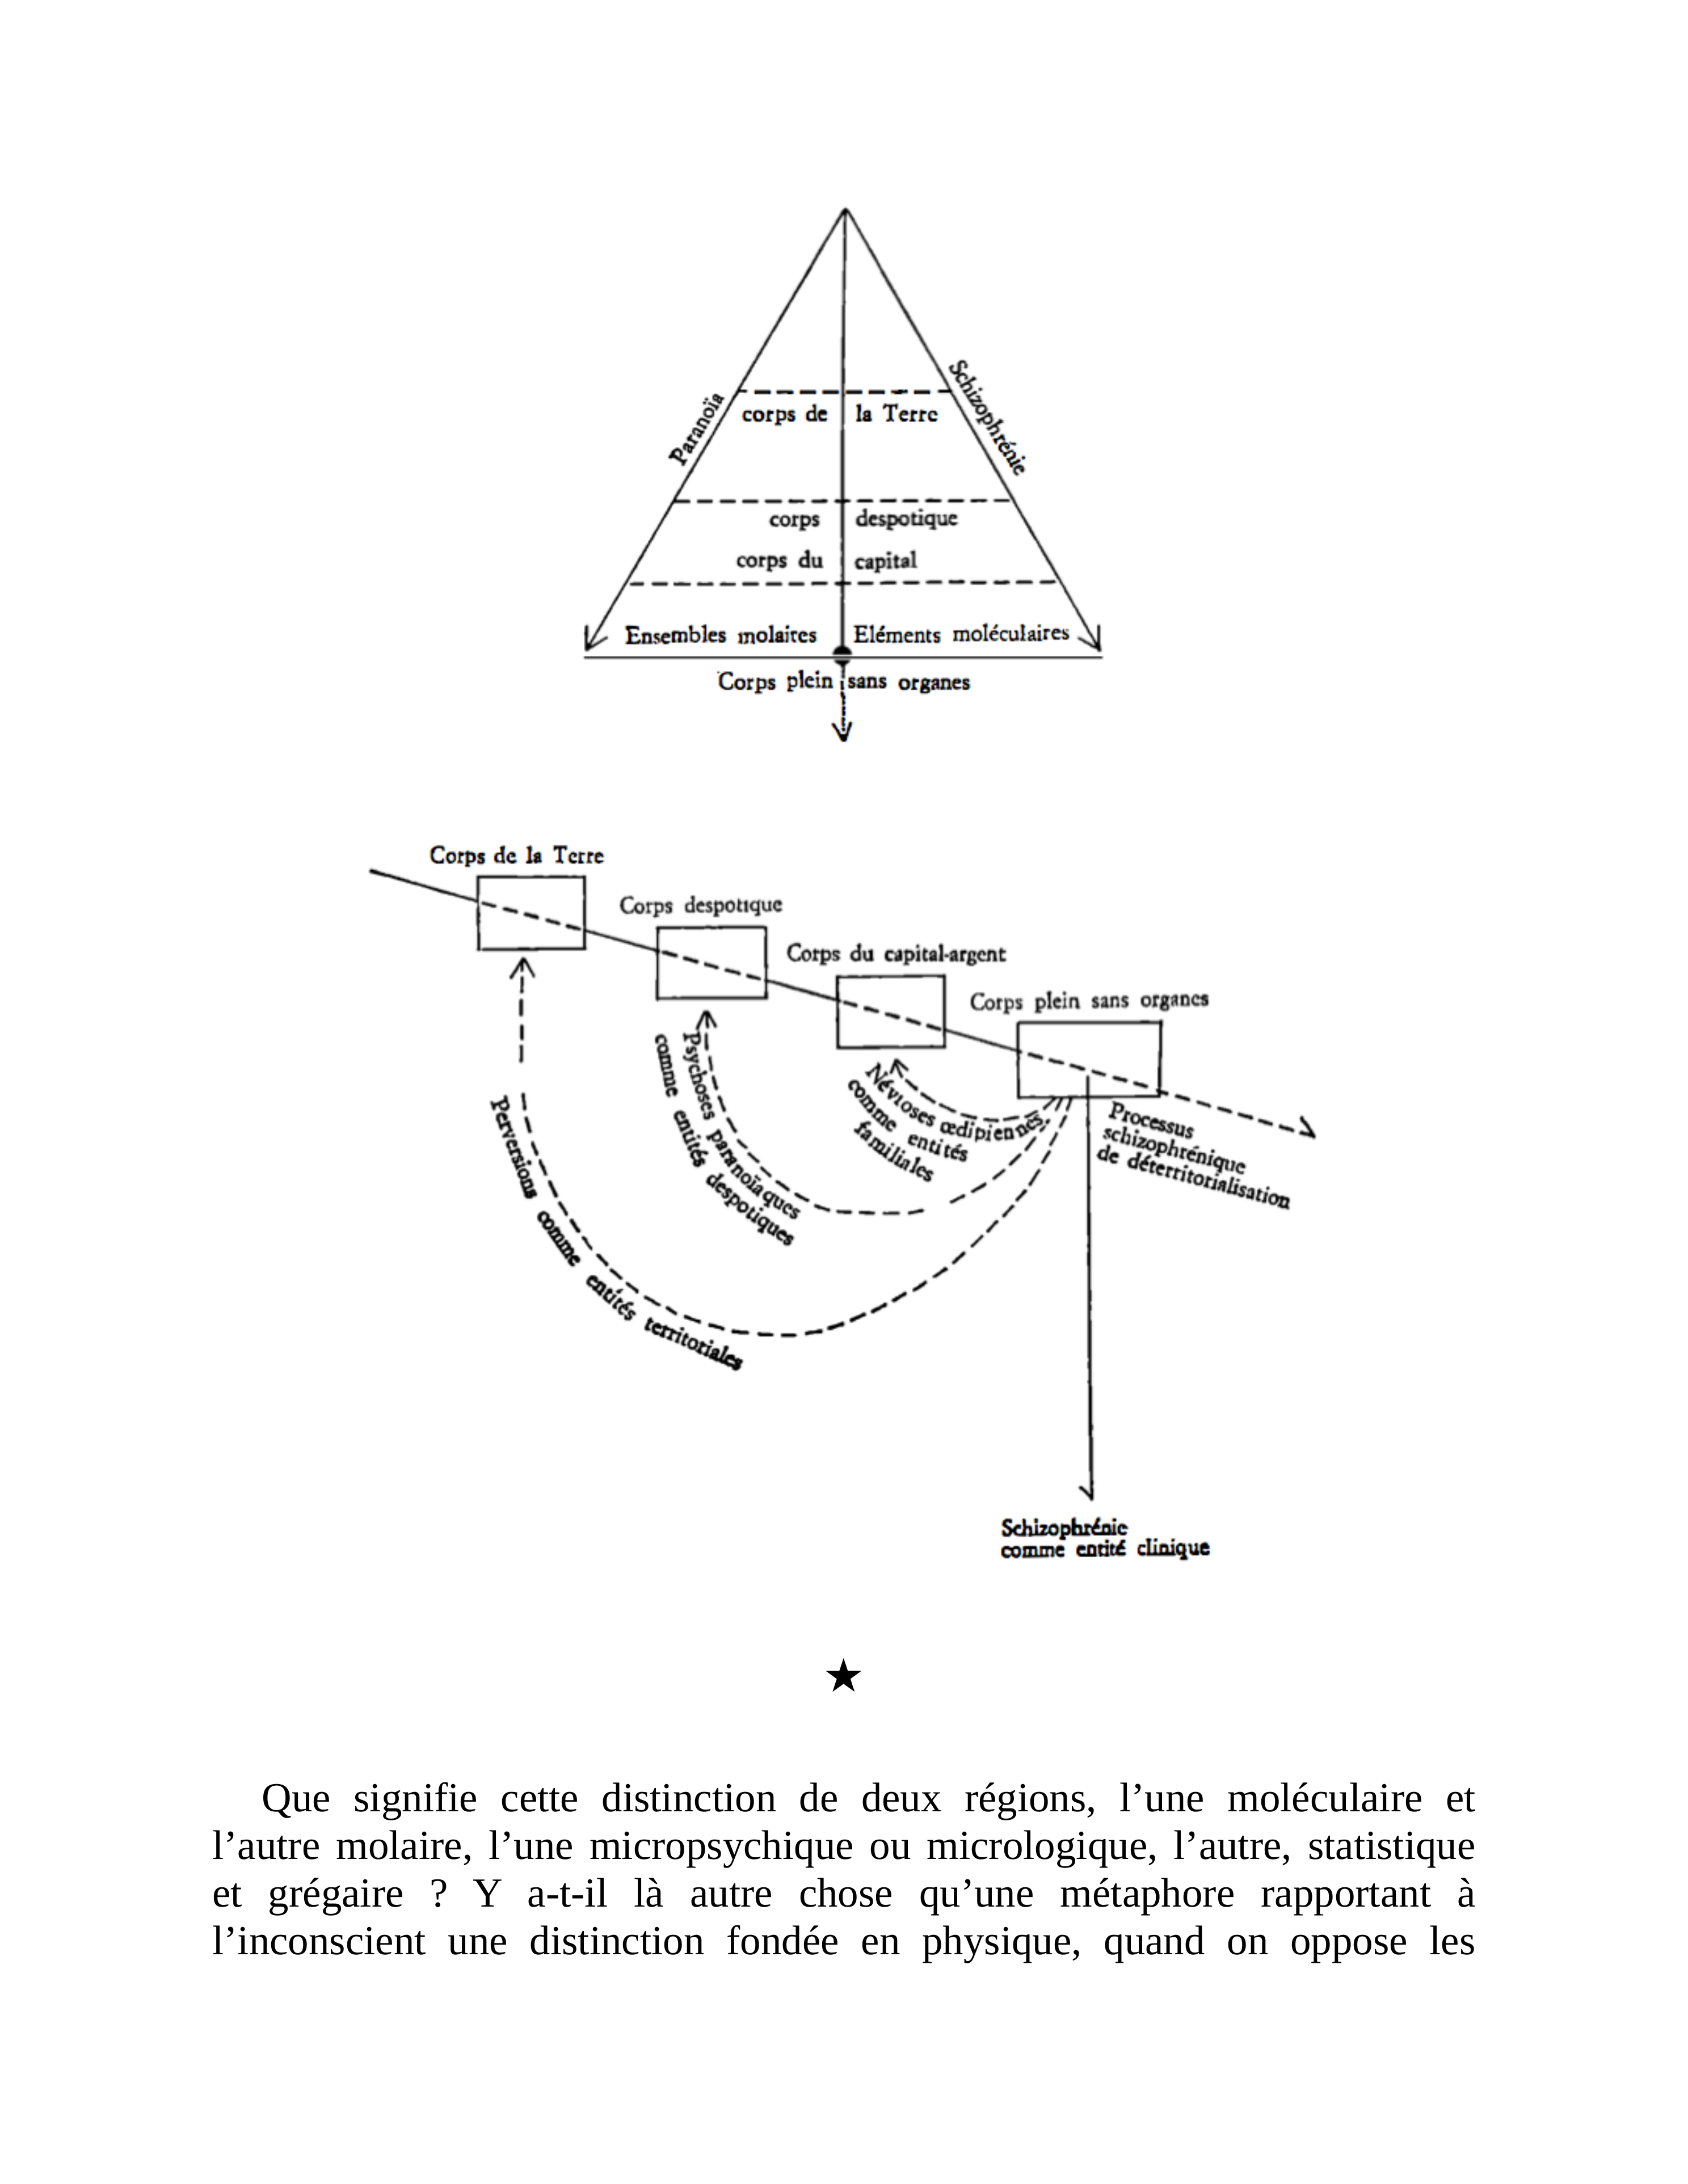 Paranoïa
Schizophrénie
corps de la Terre
corps despotique
corps du capital
Ensembles molaires Eléments moléculaires
Corps plein sans organes
Corps de la Terre
Corps despotique
Corps du capital-argent
Corps plein sans organes
Perversions comme entités territoriales
Psychoses paranoïaques
comme entités despotiques
Névroses œdipiennes
comme entités
familiales
Processus
schizophrénique
de déterritorialisation
Schizophrénie
comme entité clinique
★
Que signifie cette distinction de deux régions, l’une moléculaire et
l’autre molaire, l’une micropsychique ou micrologique, l’autre, statistique
et grégaire ? Y a-t-il là autre chose qu’une métaphore rapportant à
l’inconscient une distinction fondée en physique, quand on oppose les